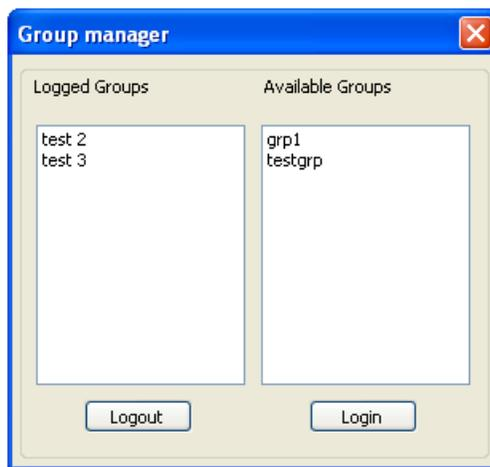 Group manager
Logged Groups
Available Groups
test 2
test 3
grp1
testgrp
Logout
Login